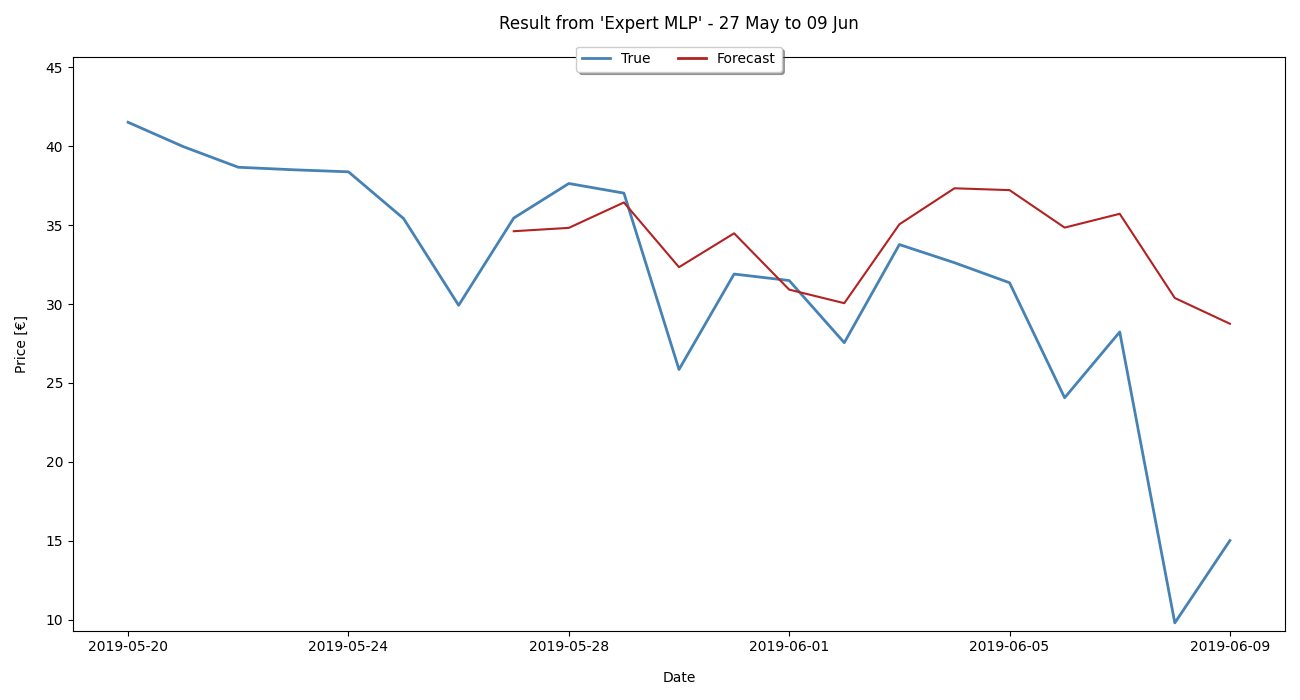 Result from 'Expert MLP' - 27 May to 09 Jun
True Forecast
45
40
35
30
25
20
15
10
Price [€]
2019-05-20 2019-05-24 2019-05-28 2019-06-01 2019-06-05 2019-06-09
Date